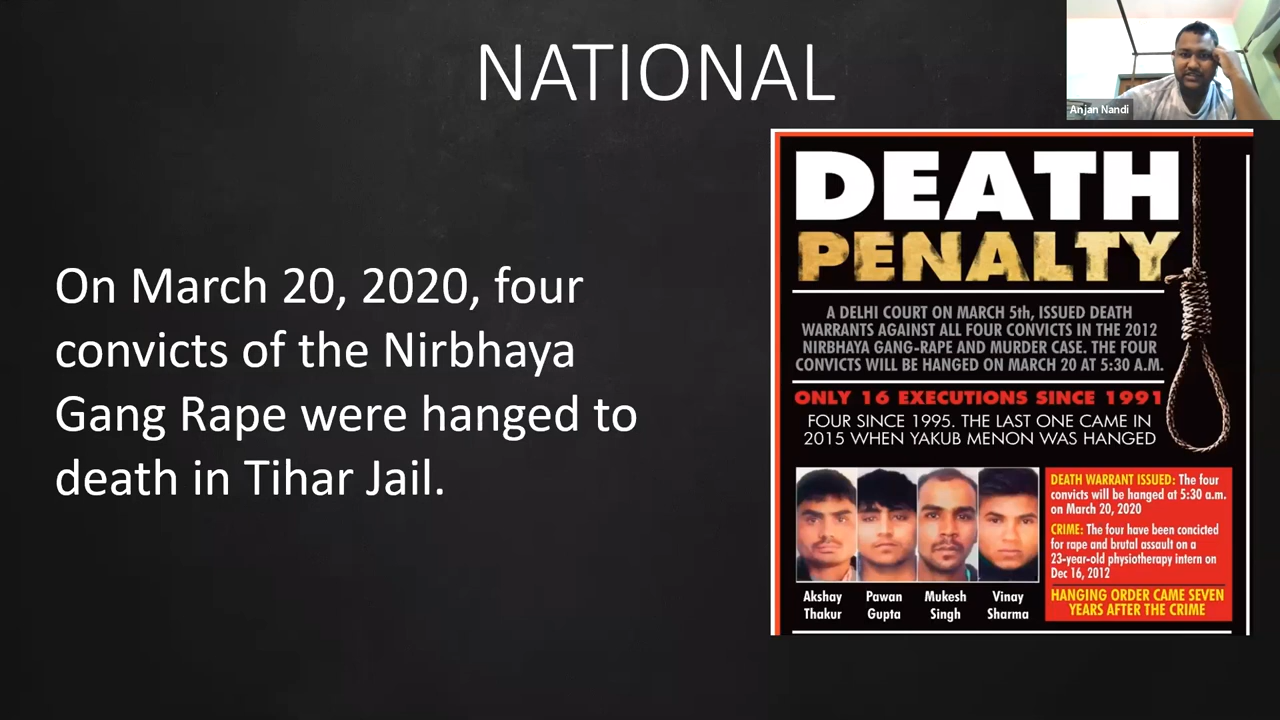 NATIONAL
Anjan Nandi
On March 20, 2020, four
convicts of the Nirbhaya
Gang Rape were hanged to
death in Tihar Jail.
DEATH
PENALTY
A DELHI COURT ON MARCH 5th, ISSUED DEATH
WARRANTS AGAINST ALL FOUR CONVICTS IN THE 2012
NIRBHAYA GANG-RAPE AND MURDER CASE. THE FOUR
CONVICTS WILL BE HANGED ON MARCH 20 AT 5:30 A.M.
ONLY 16 EXECUTIONS SINCE 1991
FOUR SINCE 1995. THE LAST ONE CAME IN
2015 WHEN YAKUB MENON WAS HANGED
Akshay
Thakur
Pawan
Gupta
Mukesh
Singh
Vinay
Sharma
DEATH WARRANT ISSUED: The four
convicts will be hanged at 5:30 a.m.
on March 20, 2020
CRIME: The four have been concicted
for rape and brutal assault on a
23-year-old physiotherapy intern on
Dec 16, 2012
HANGING ORDER CAME SEVEN
YEARS AFTER THE CRIME